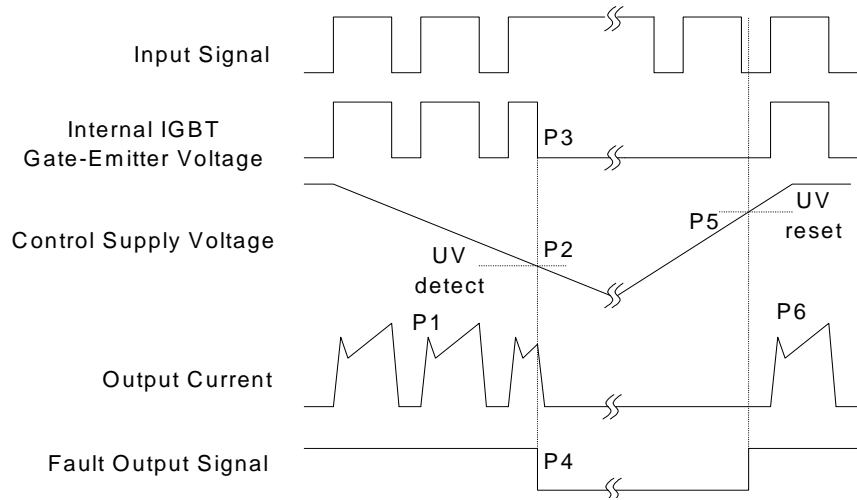 Input Signal
Internal IGBT
Gate-Emitter Voltage
P3
Control Supply Voltage
UV
detect
P2
P5
UV
reset
P1
P6
Output Current
Fault Output Signal
P4